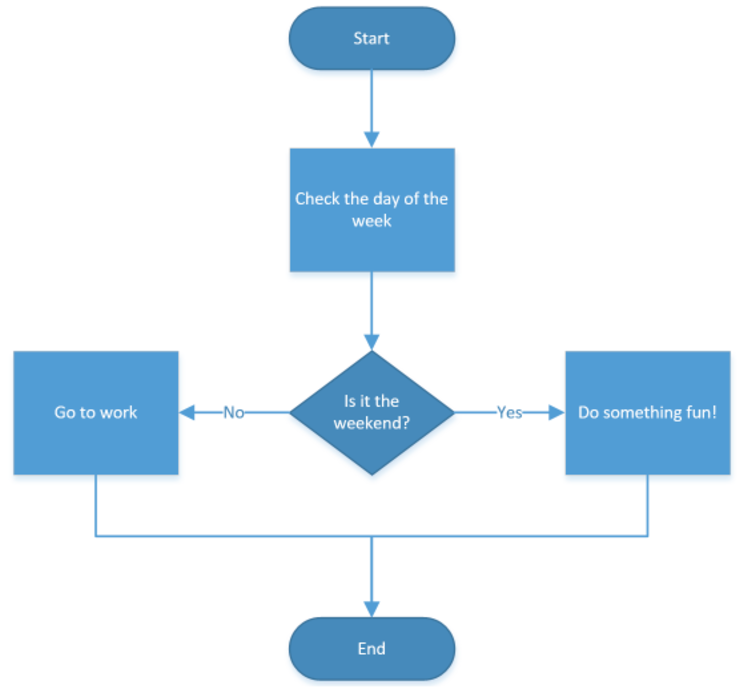 Start
Check the day of the
week
Is it the
weekend?
No
Go to work
Yes
Do something fun!
End